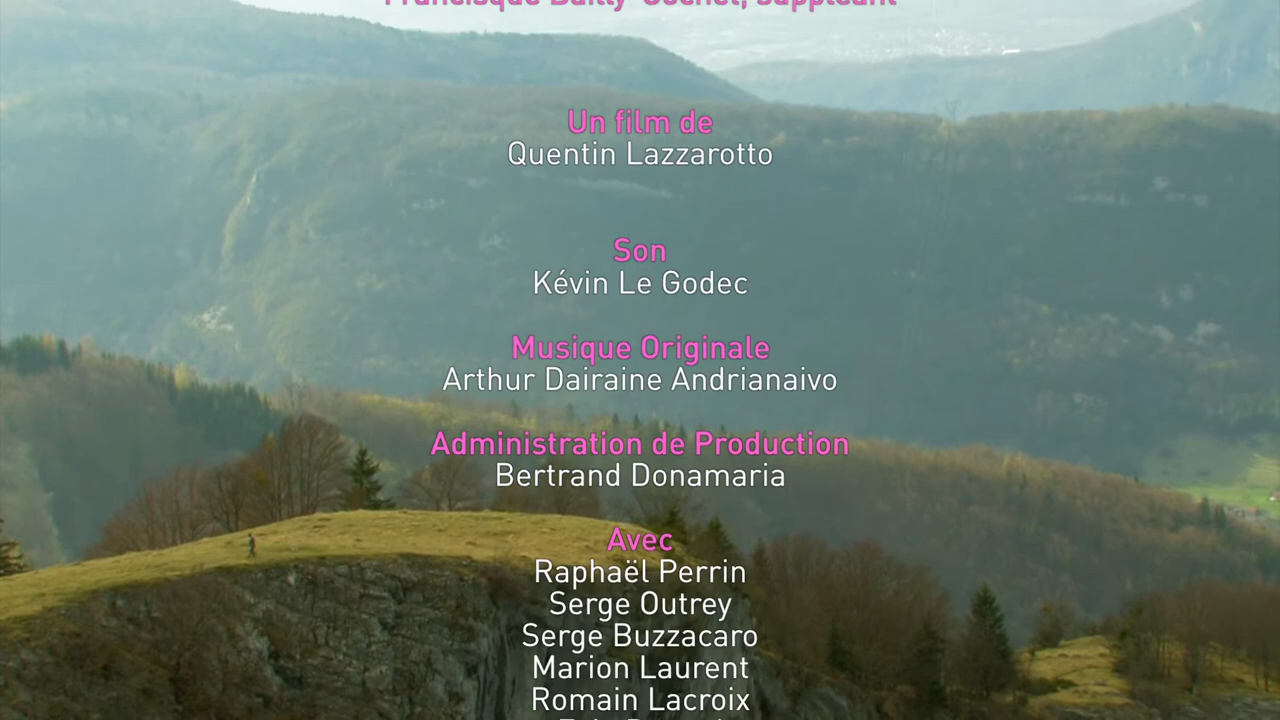 Un film de
Quentin Lazzarotto
Son
Kévin Le Godec
Musique Originale
Arthur Dairaine Andrianaivo
Administration de Production
Bertrand Donamaria
Avec
Raphaël Perrin
Serge Outrey
Serge Buzzacaro
Marion Laurent
Romain Lacroix